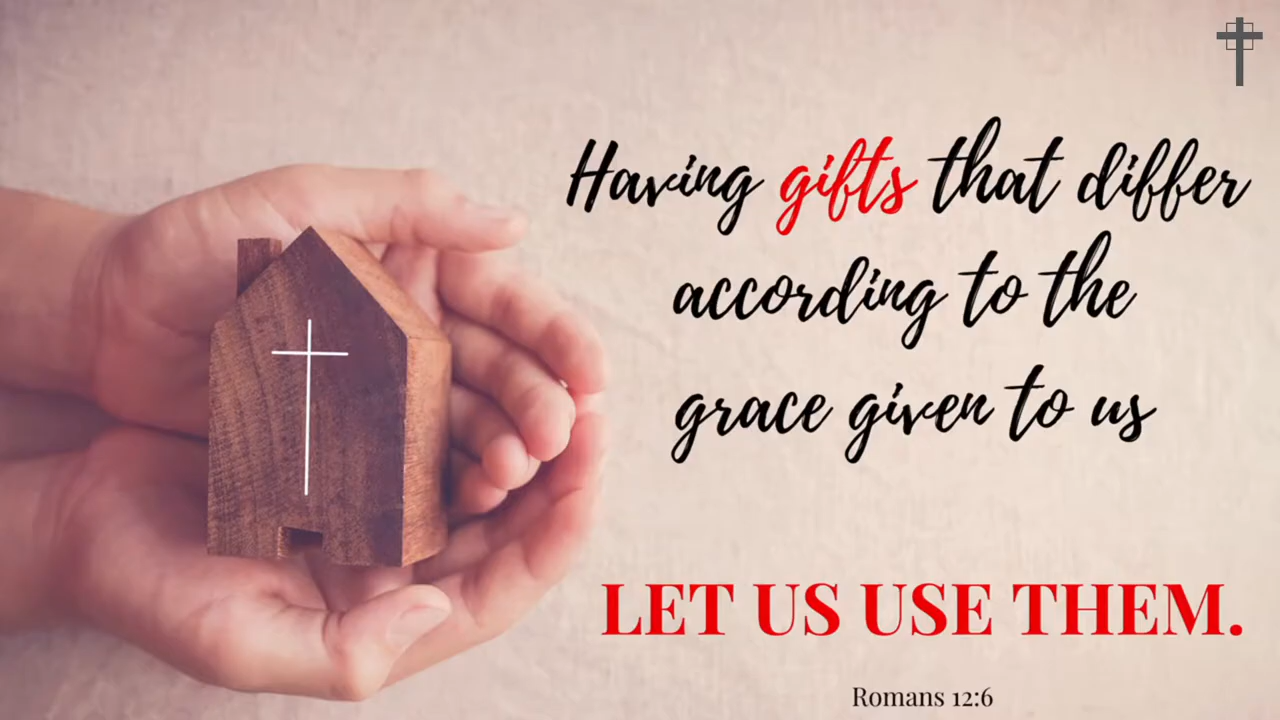 Having gifts that differ
according to the
grace given to us
LET US USE THEM.
Romans 12:6